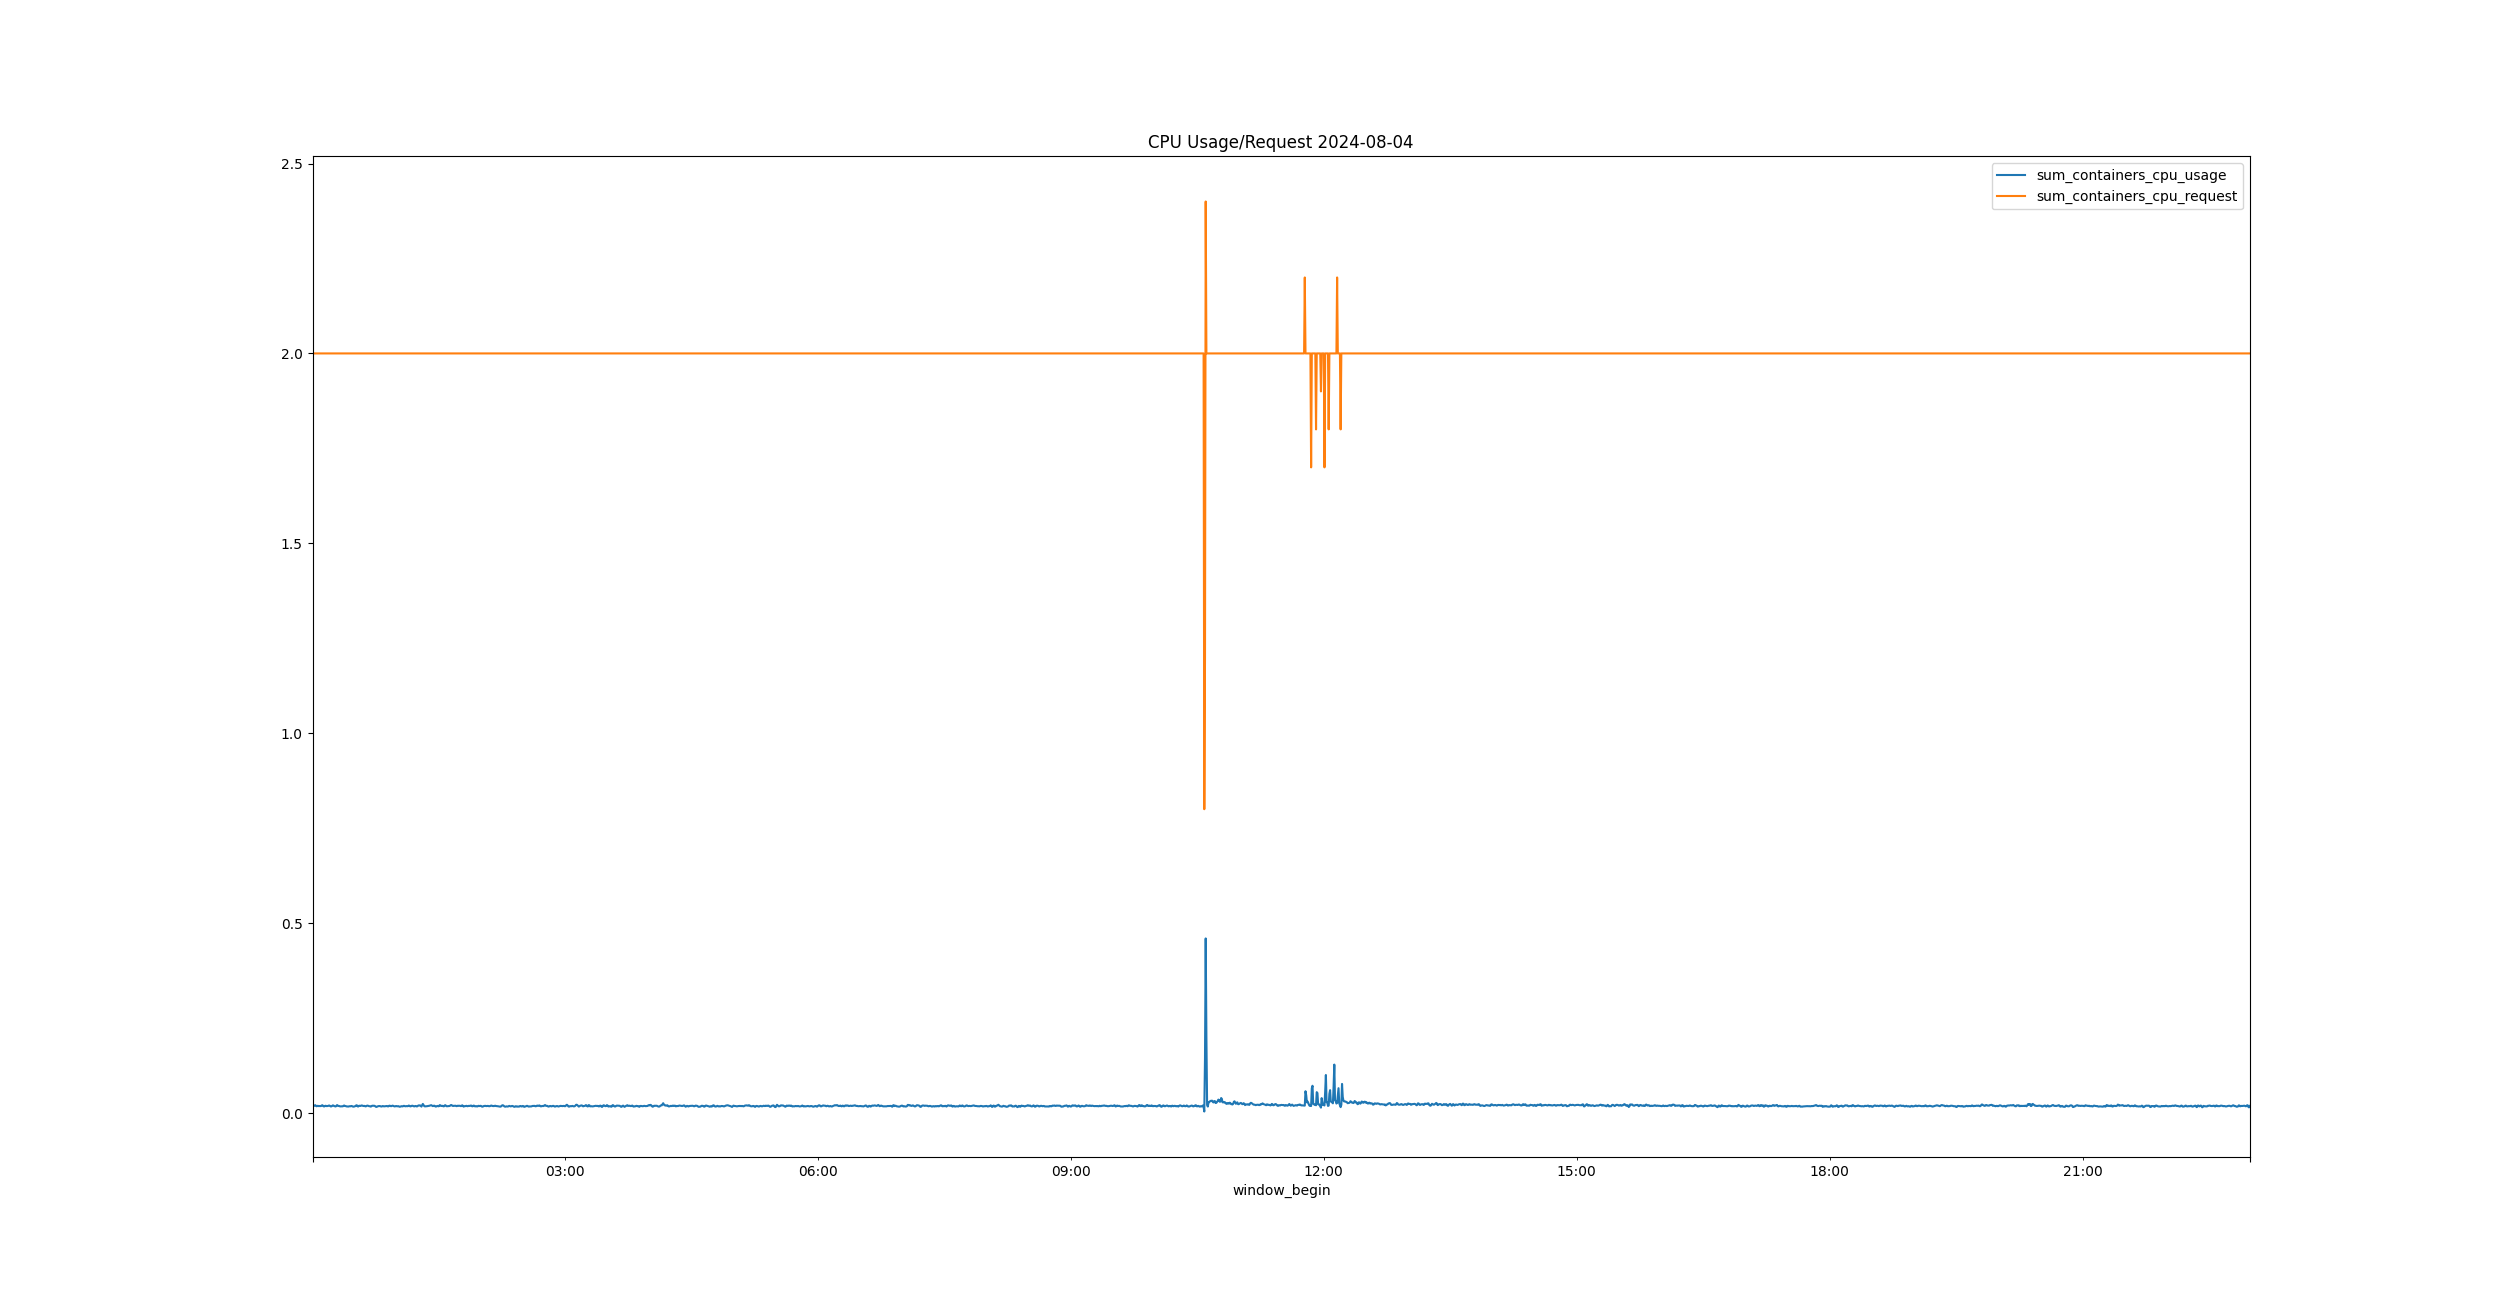 CPU Usage/Request 2024-08-04
sum_containers_cpu_usage
sum_containers_cpu_request
2.5
2.0
1.5
1.0
0.5
0.0
03:00 06:00 09:00 12:00 15:00 18:00 21:00
window_begin